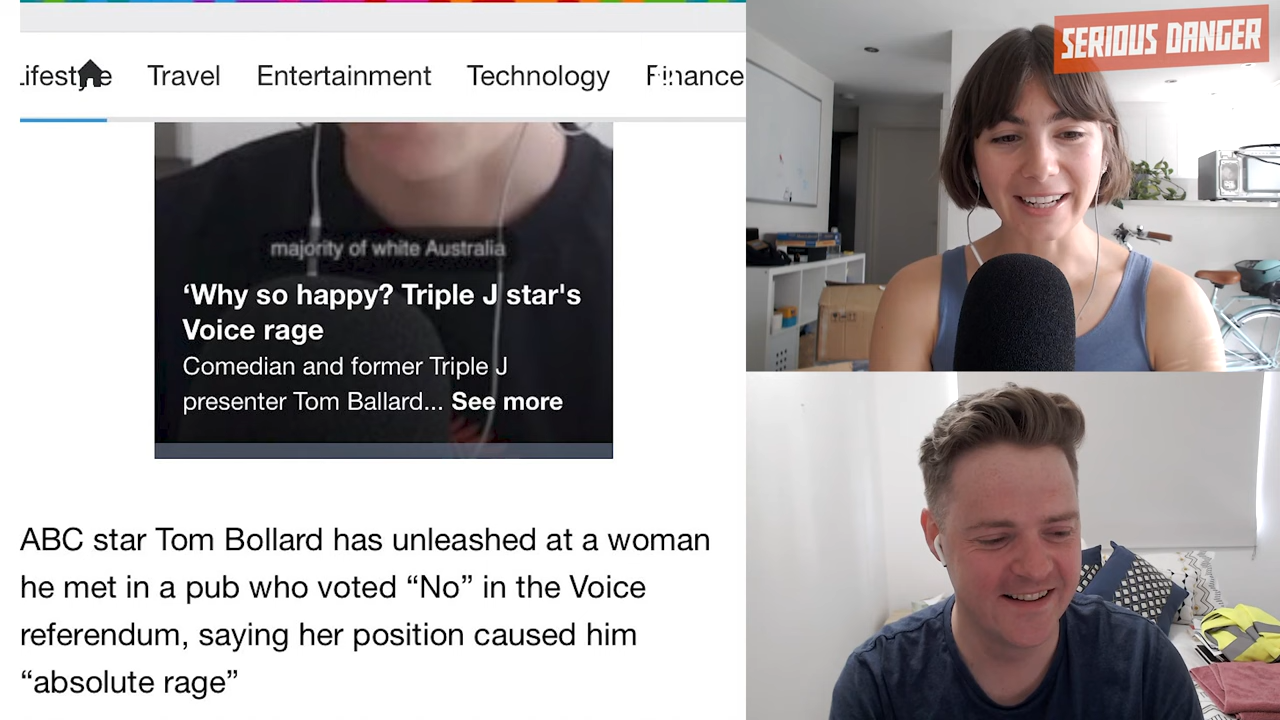 SERIOUS DANGER
Travel Entertainment Technology
majority of white Australia
‘Why so happy? Triple J star's
Voice rage
Comedian and former Triple J
presenter Tom Ballard... See more
ABC star Tom Bollard has unleashed at a woman
he met in a pub who voted “No” in the Voice
referendum, saying her position caused him
“absolute rage”